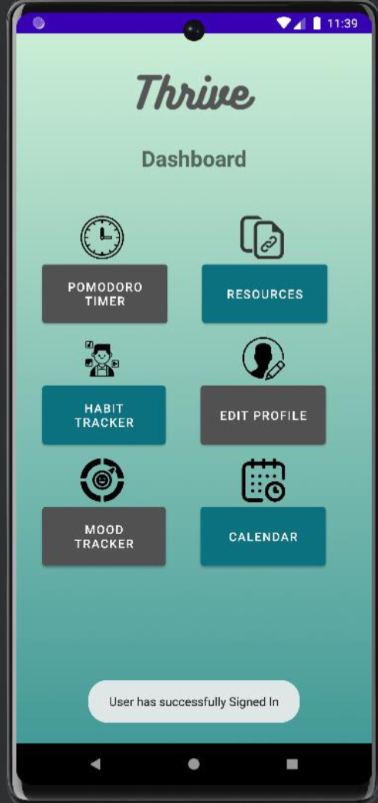 11:39
Thrive
Dashboard
POMODORO
TIMER
RESOURCES
HABIT
TRACKER
EDIT PROFILE
MOOD
TRACKER
CALENDAR
User has successfully Signed In